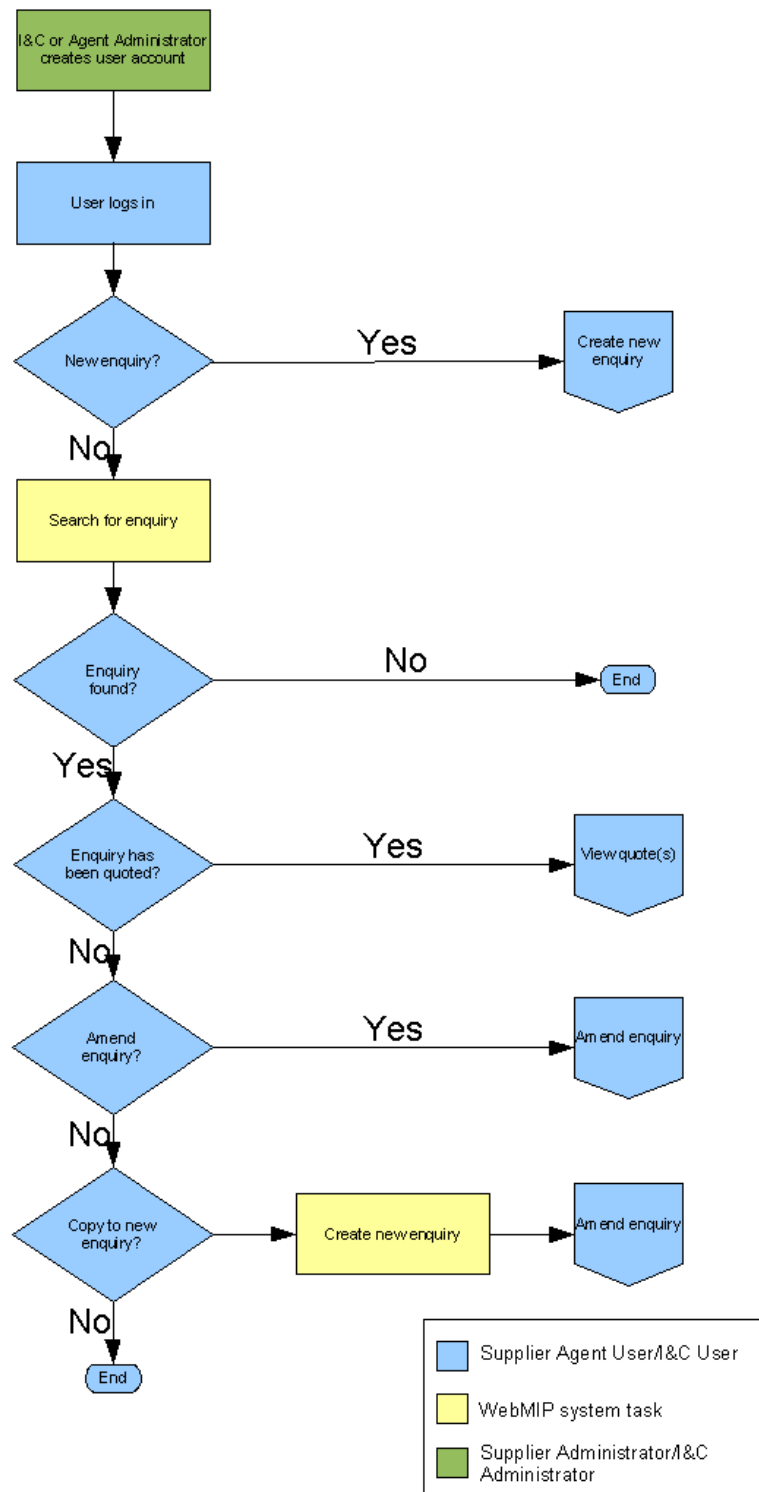 I&C or Agent Administrator
creates user account
User logs in
New enquiry?
Yes
Create new
enquiry
No
Search for enquiry
Enquiry
found?
No
End
Yes
Enquiry has
been quoted?
Yes
View quote(s)
No
Amend
enquiry?
Yes
Amend enquiry
No
Copy to new
enquiry?
Create new enquiry
Amend enquiry
No
End
Supplier Agent User/I&C User
WebMIP system task
Supplier Administrator/I&C
Administrator